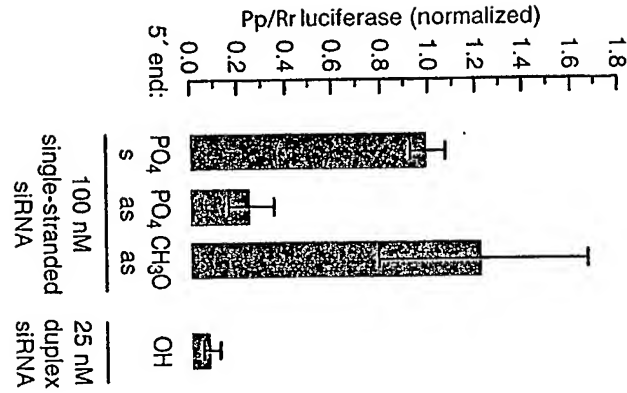 Pp/Rr luciferase (normalized)
0.0 0.2 0.4 0.6 0.8 1.0 1.2 1.4 1.6 1.8
5′ end: PO₄ PO₄ CH₃O OH
s as as
100 nM
single-stranded
siRNA
25 nM
duplex
siRNA